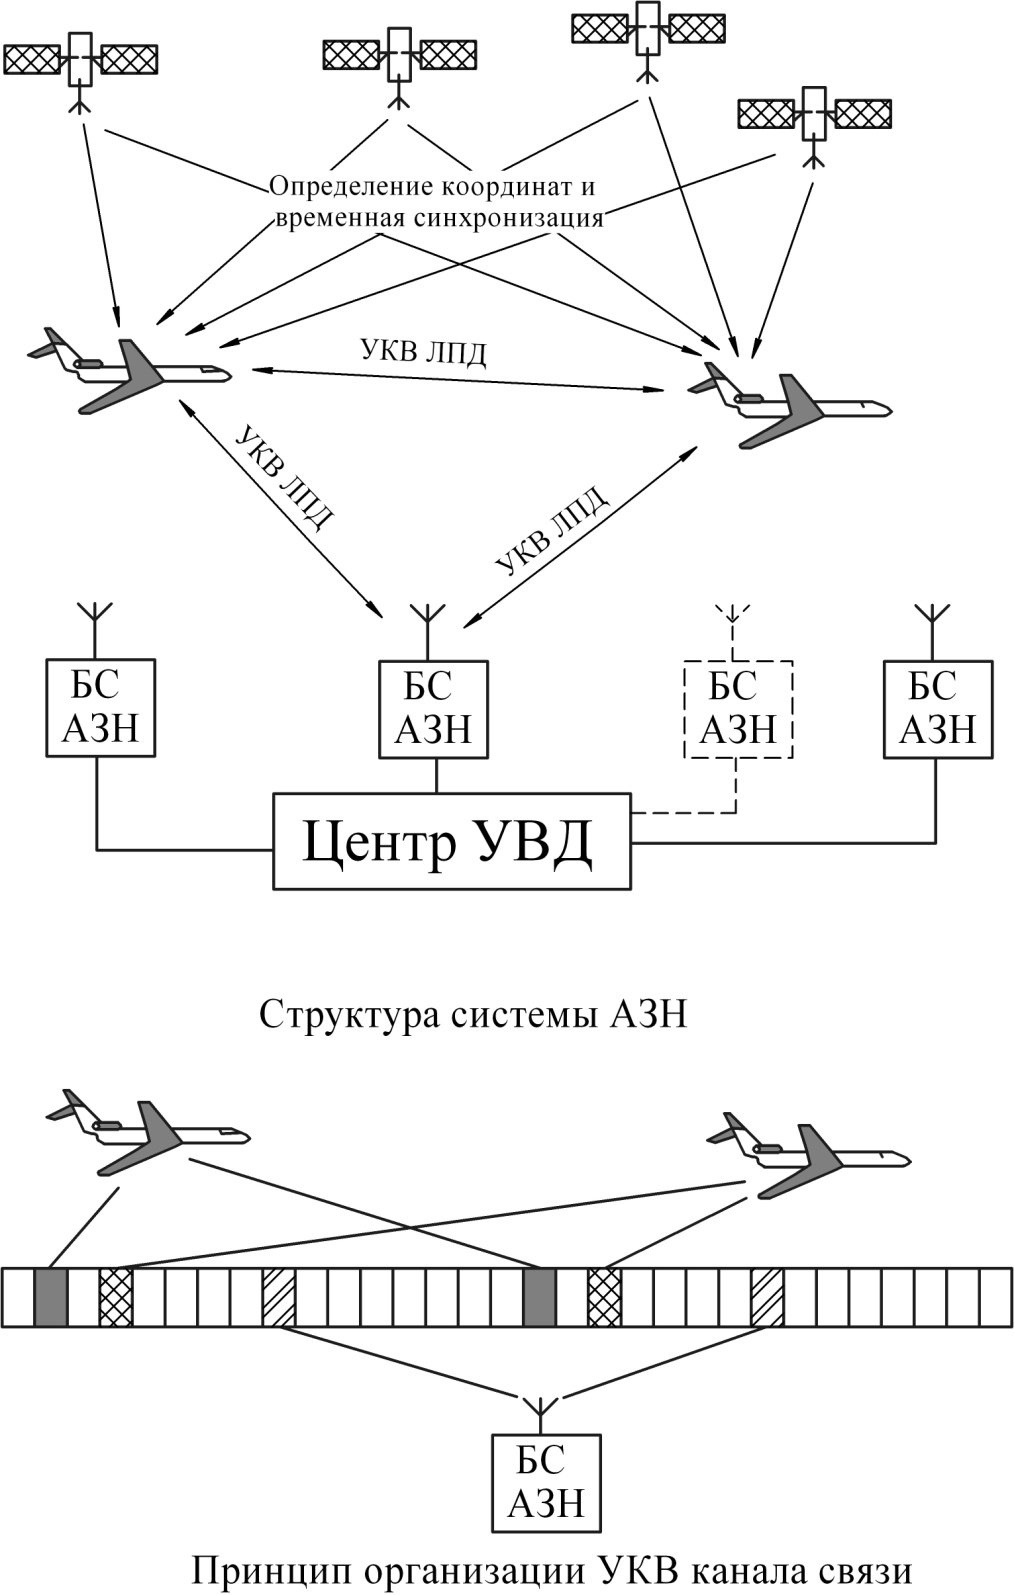 Определение координат и
временная синхронизация
УКВ ЛПД
УКВ ЛПД
УКВ ЛПД
БС
АЗН
БС
АЗН
БС
АЗН
БС
АЗН
Центр УВД
Структура системы АЗН
БС
АЗН
Принцип организации УКВ канала связи